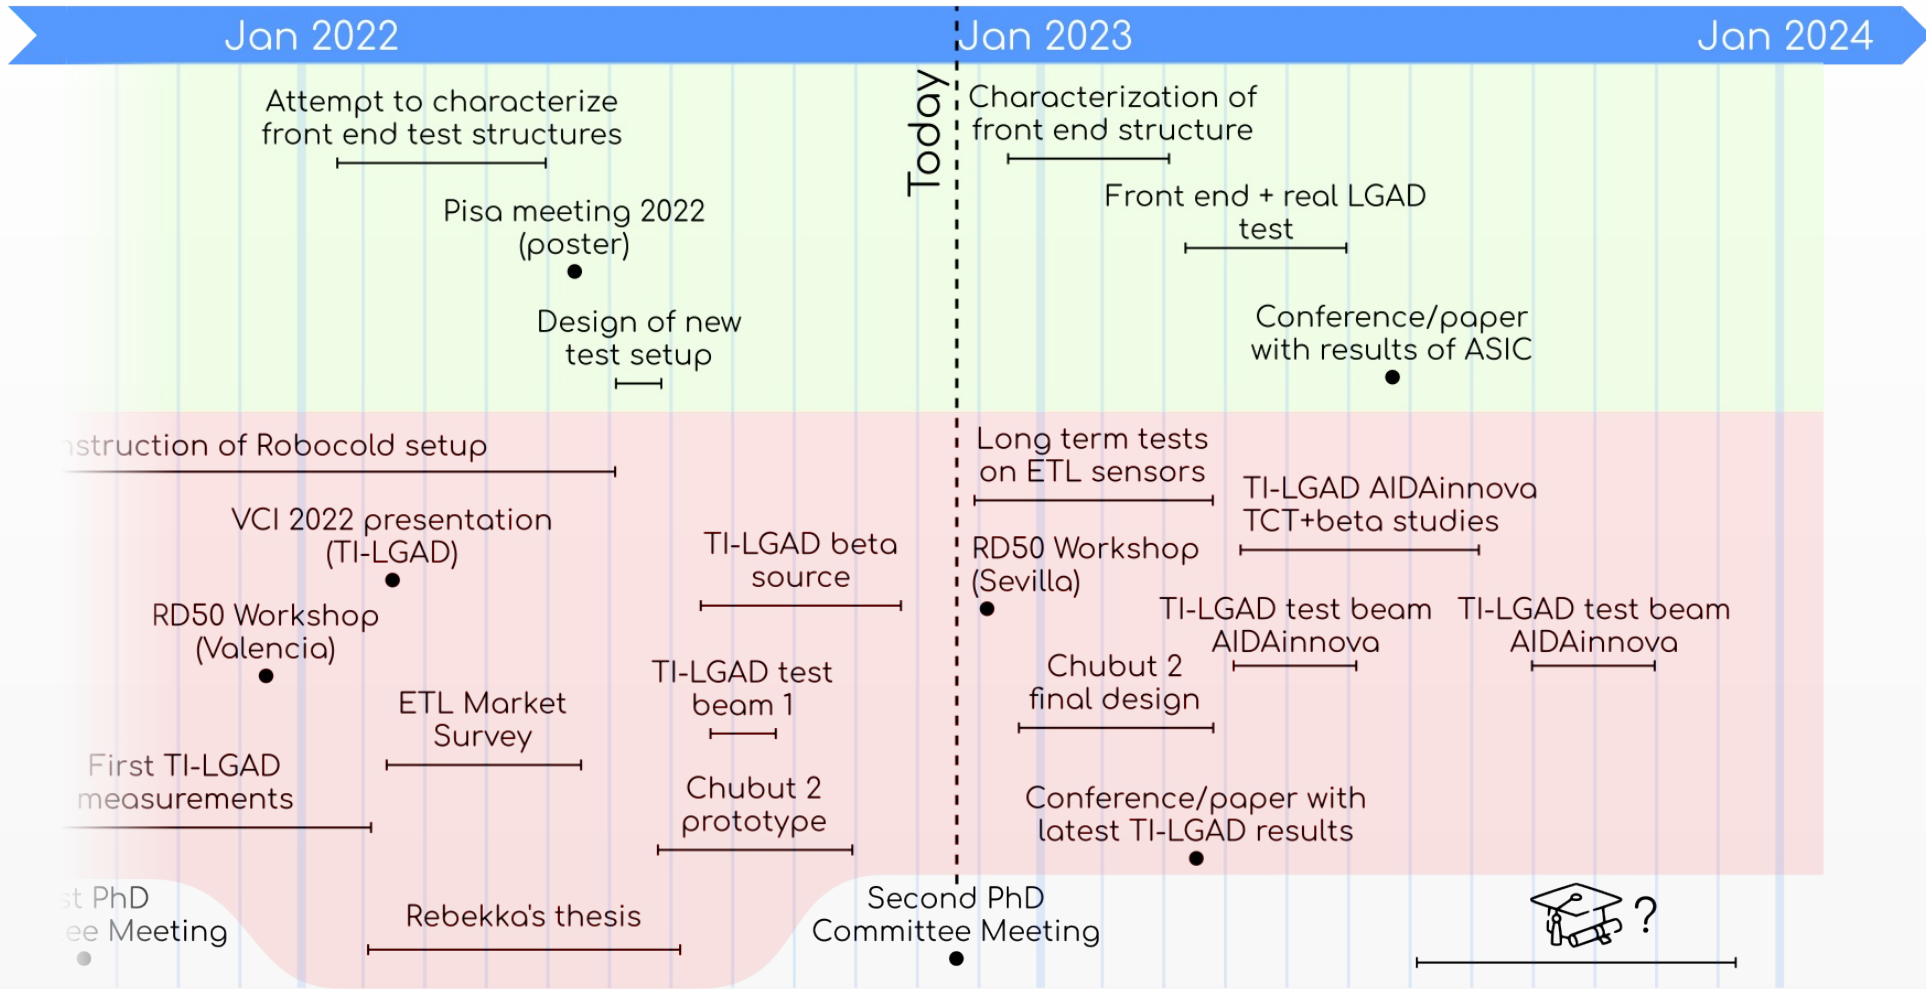 Jan 2022
Jan 2023
Jan 2024
Today
Attempt to characterize
front end test structures
Pisa meeting 2022
(poster)
Design of new
test setup
Characterization of
front end structure
Front end + real LGAD
test
Conference/paper
with results of ASIC
nstruction of Robocold setup
VCI 2022 presentation
(TI-LGAD)
RD50 Workshop
(Valencia)
First TI-LGAD
measurements
ETL Market
Survey
TI-LGAD beta
source
TI-LGAD test
beam 1
Chubut 2
prototype
Rebekka's thesis
Long term tests
on ETL sensors
TI-LGAD AIDAinnova
TCT+beta studies
RD50 Workshop
(Sevilla)
TI-LGAD test beam
AIDAinnova
TI-LGAD test beam
AIDAinnova
Chubut 2
final design
Conference/paper with
latest TI-LGAD results
st PhD
ee Meeting
Second PhD
Committee Meeting
?